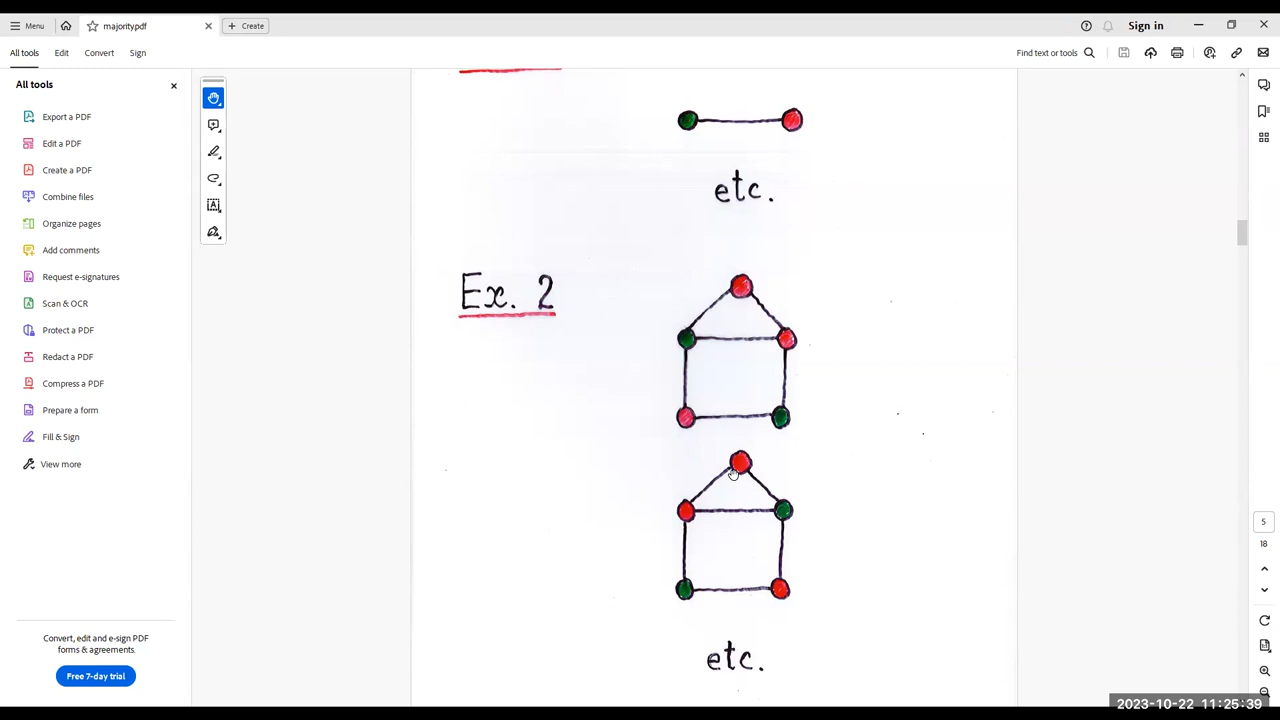 Menu
majority.pdf
Create
Sign in
All tools
Edit
Convert
Sign
Find text or tools
All tools
Export a PDF
Edit a PDF
Create a PDF
Combine files
Organize pages
Add comments
Request e-signatures
Scan & OCR
Protect a PDF
Redact a PDF
Compress a PDF
Prepare a form
Fill & Sign
View more
Convert, edit and e-sign PDF
forms & agreements.
Free 7-day trial
etc.
Ex. 2
etc.
5
18
2023-10-22 11:25:39